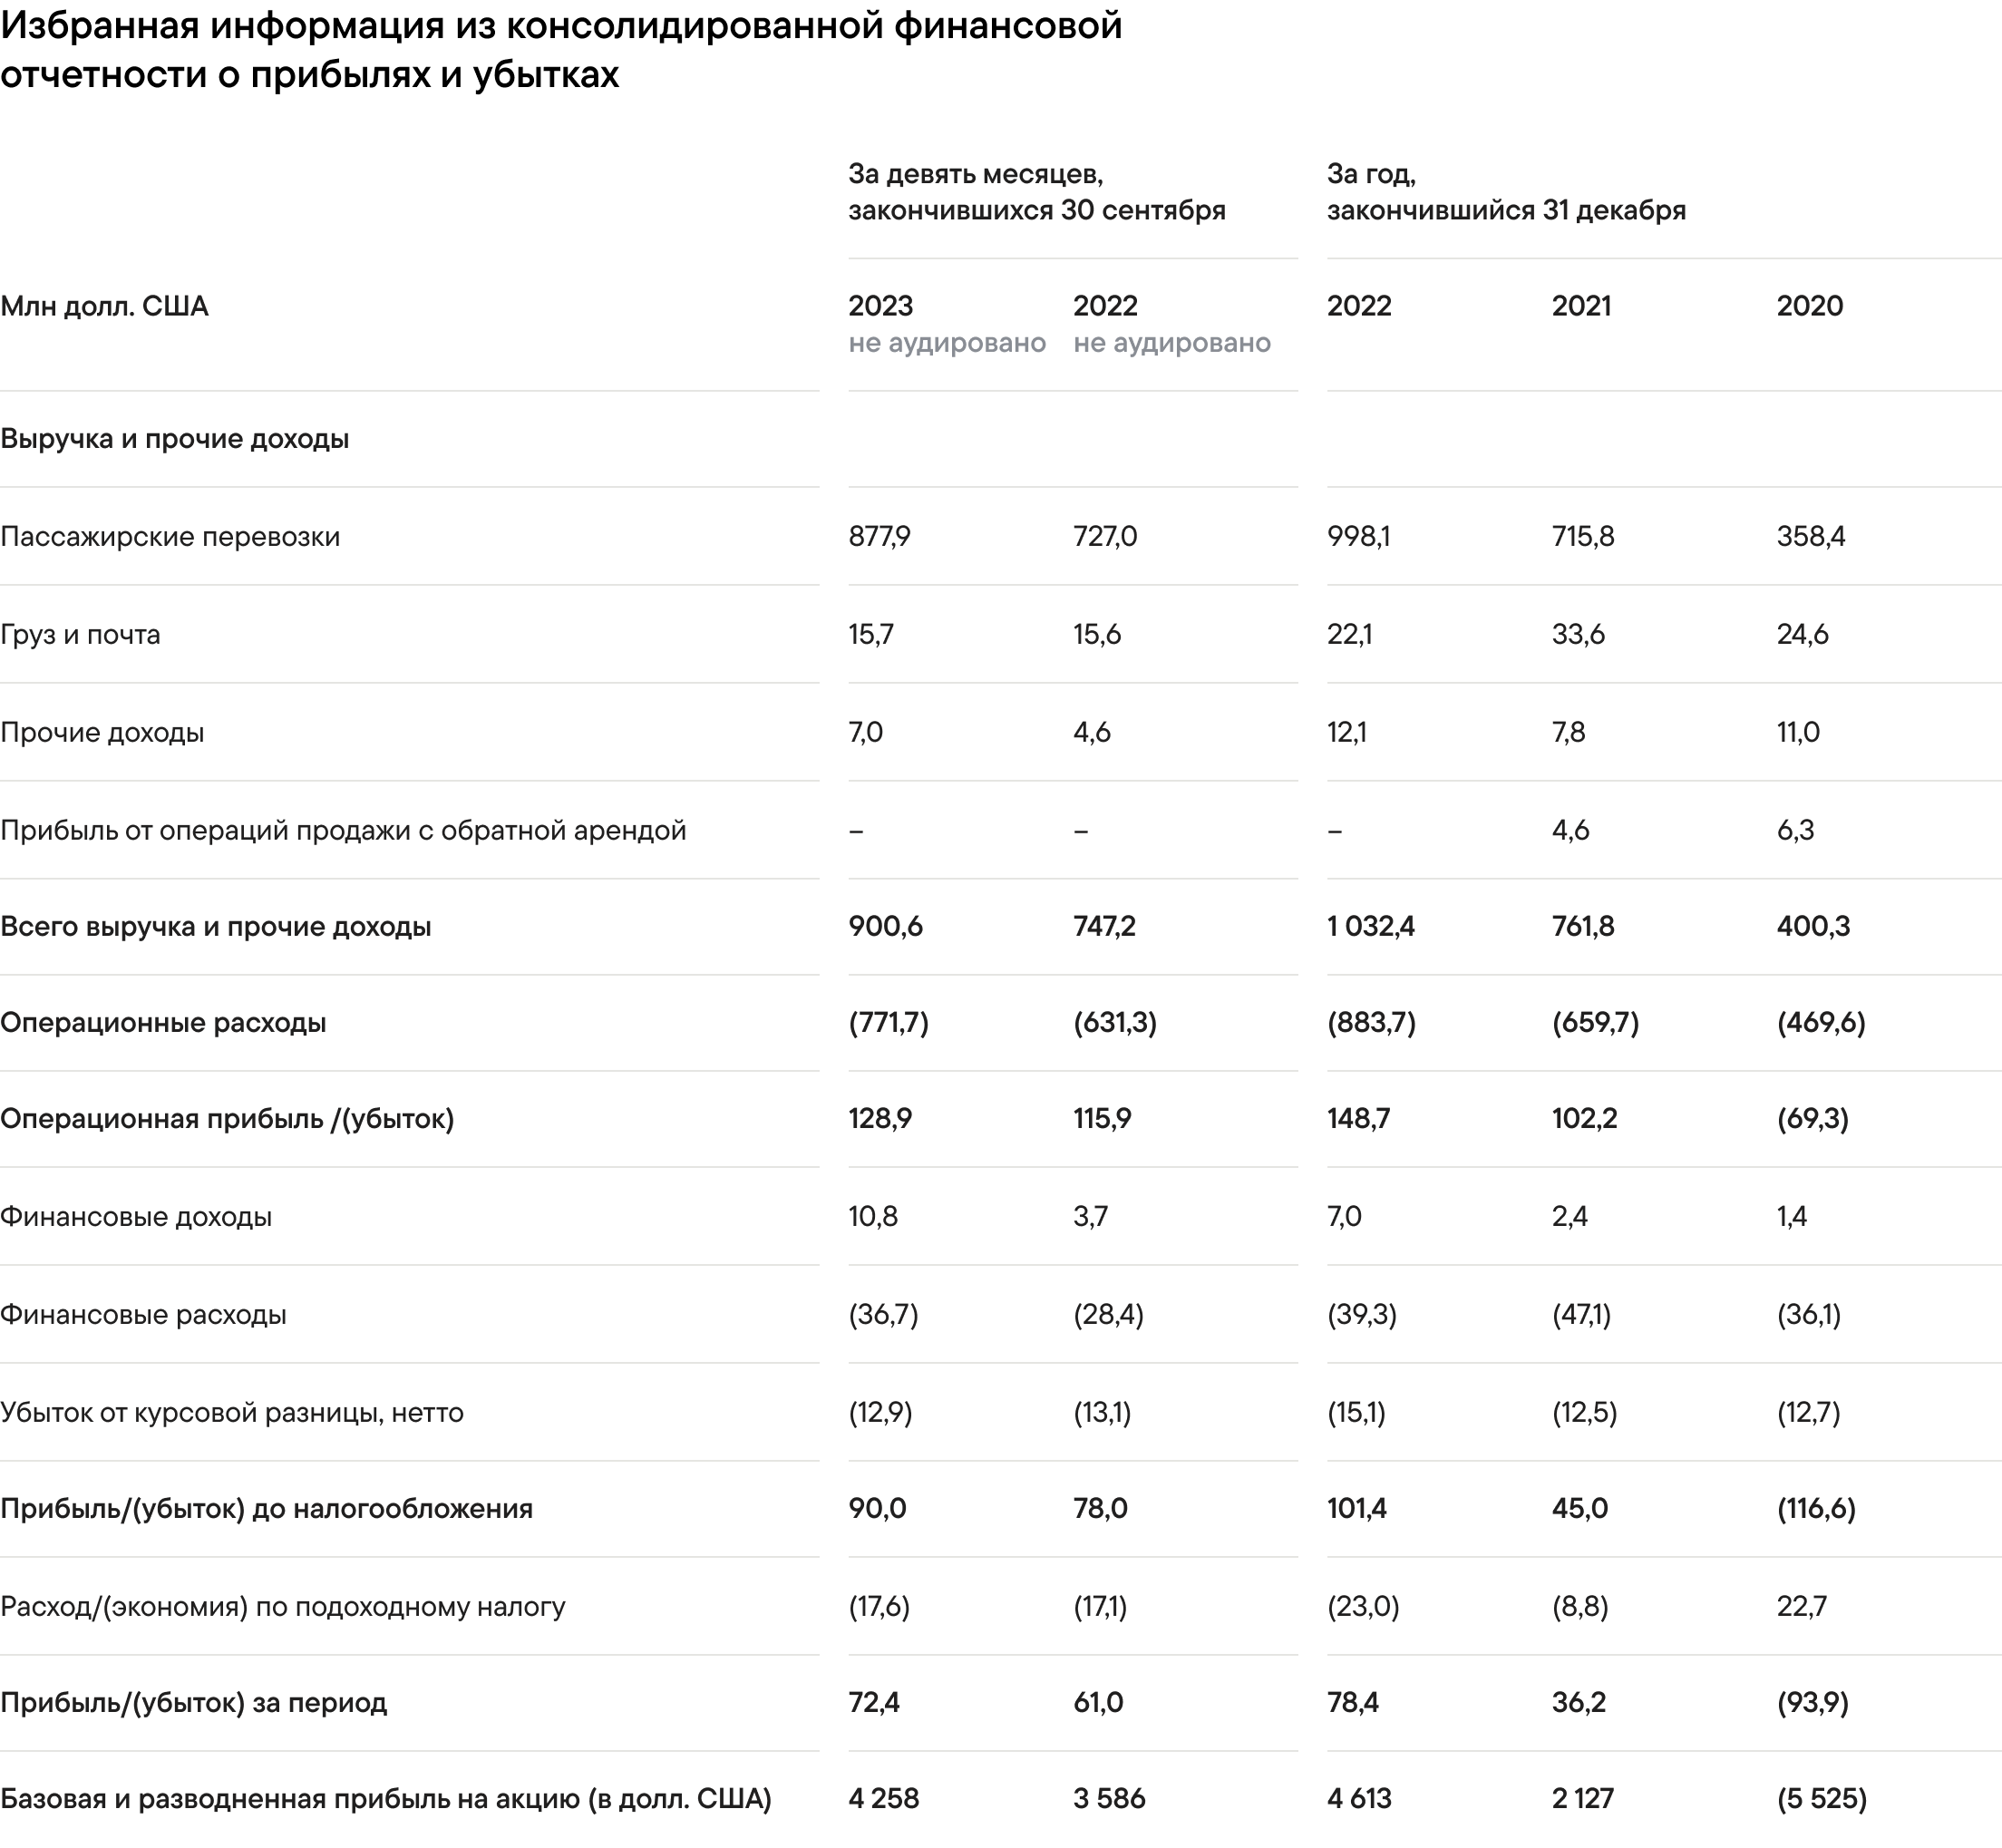 Избранная информация из консолидированной финансовой
отчетности о прибылях и убытках
За девять месяцев,
закончившихся 30 сентября
За год,
закончившийся 31 декабря
Млн долл. США 2023 2022 2022 2021 2020
не аудировано не аудировано
Выручка и прочие доходы
Пассажирские перевозки 877,9 727,0 998,1 715,8 358,4
Груз и почта 15,7 15,6 22,1 33,6 24,6
Прочие доходы 7,0 4,6 12,1 7,8 11,0
Прибыль от операций продажи с обратной арендой – – – 4,6 6,3
Всего выручка и прочие доходы 900,6 747,2 1 032,4 761,8 400,3
Операционные расходы (771,7) (631,3) (883,7) (659,7) (469,6)
Операционная прибыль /(убыток) 128,9 115,9 148,7 102,2 (69,3)
Финансовые доходы 10,8 3,7 7,0 2,4 1,4
Финансовые расходы (36,7) (28,4) (39,3) (47,1) (36,1)
Убыток от курсовой разницы, нетто (12,9) (13,1) (15,1) (12,5) (12,7)
Прибыль/(убыток) до налогообложения 90,0 78,0 101,4 45,0 (116,6)
Расход/(экономия) по подоходному налогу (17,6) (17,1) (23,0) (8,8) 22,7
Прибыль/(убыток) за период 72,4 61,0 78,4 36,2 (93,9)
Базовая и разводненная прибыль на акцию (в долл. США) 4 258 3 586 4 613 2 127 (5 525)